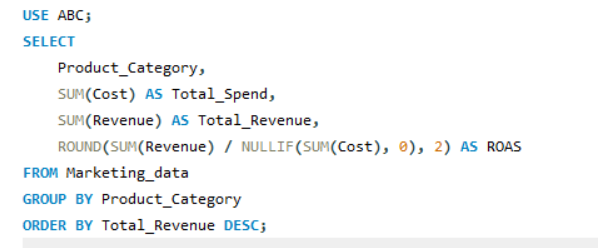 USE ABC;
SELECT
    Product_Category,
    SUM(Cost) AS Total_Spend,
    SUM(Revenue) AS Total_Revenue,
    ROUND(SUM(Revenue) / NULLIF(SUM(Cost), 0), 2) AS ROAS
FROM Marketing_data
GROUP BY Product_Category
ORDER BY Total_Revenue DESC;